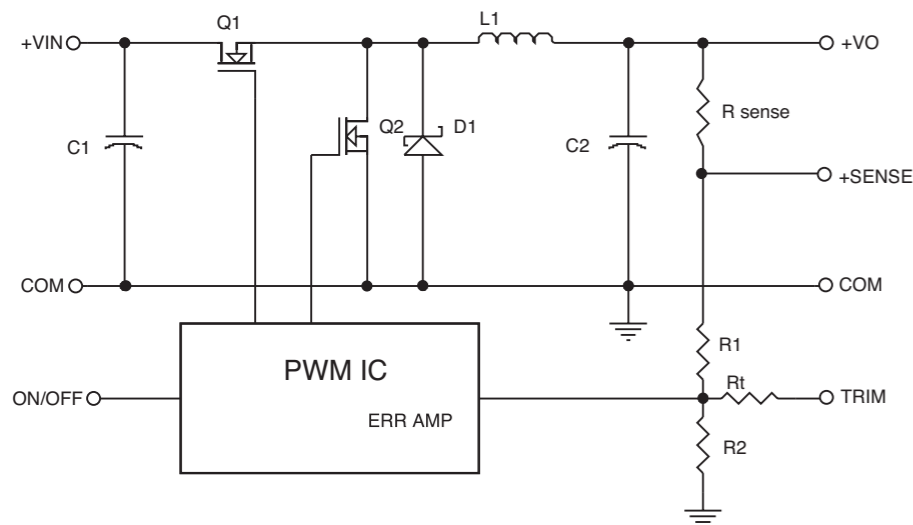 Q1
L1
+VIN
+VO
R sense
C1
Q2
D1
C2
+SENSE
COM
COM
R1
PWM IC
Rt
ON/OFF
TRIM
ERR AMP
R2